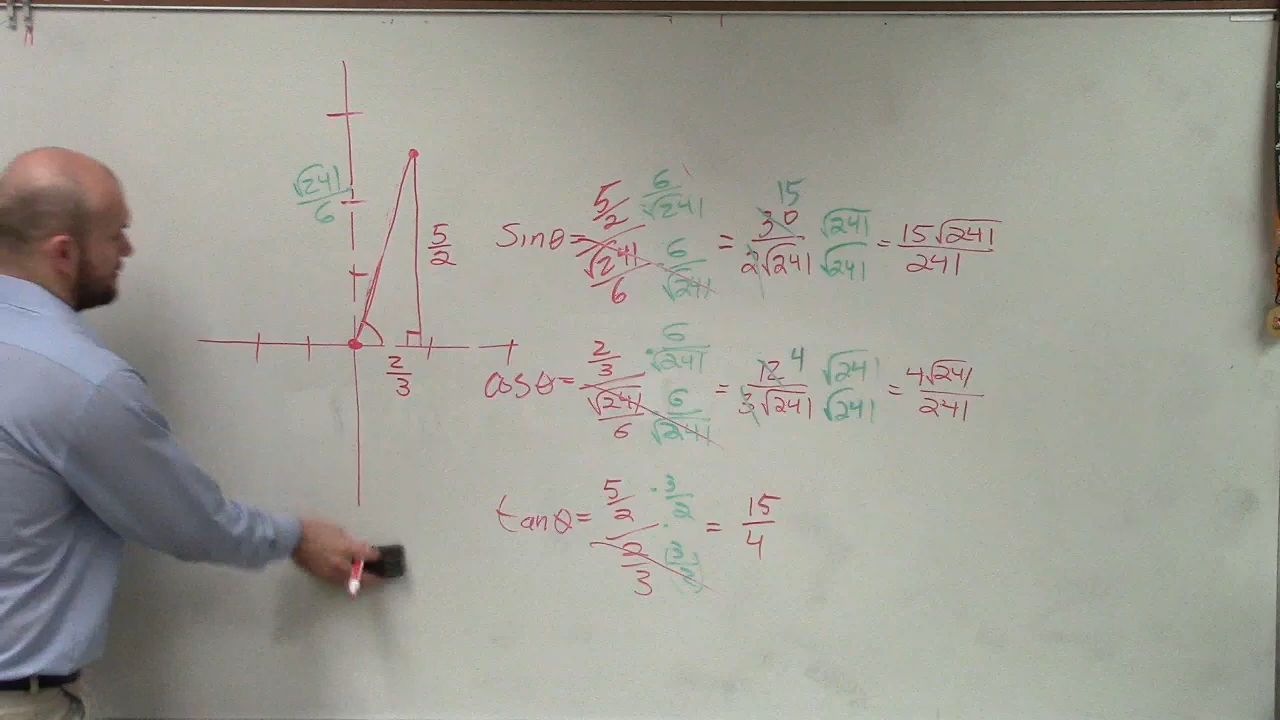 √241/6
5/2
2/3
sinθ = (5/2)/(√241/6) (6/√241)/(6/√241) = 15 30/2√241 √241/√241 = 15√241/241
cosθ = (2/3)/(√241/6) · (6/√241)/(6/√241) = 12 4/3√241 √241/√241 = 4√241/241
tanθ = (5/2)/(2/3) · (3/2)/(3/2) = 15/4